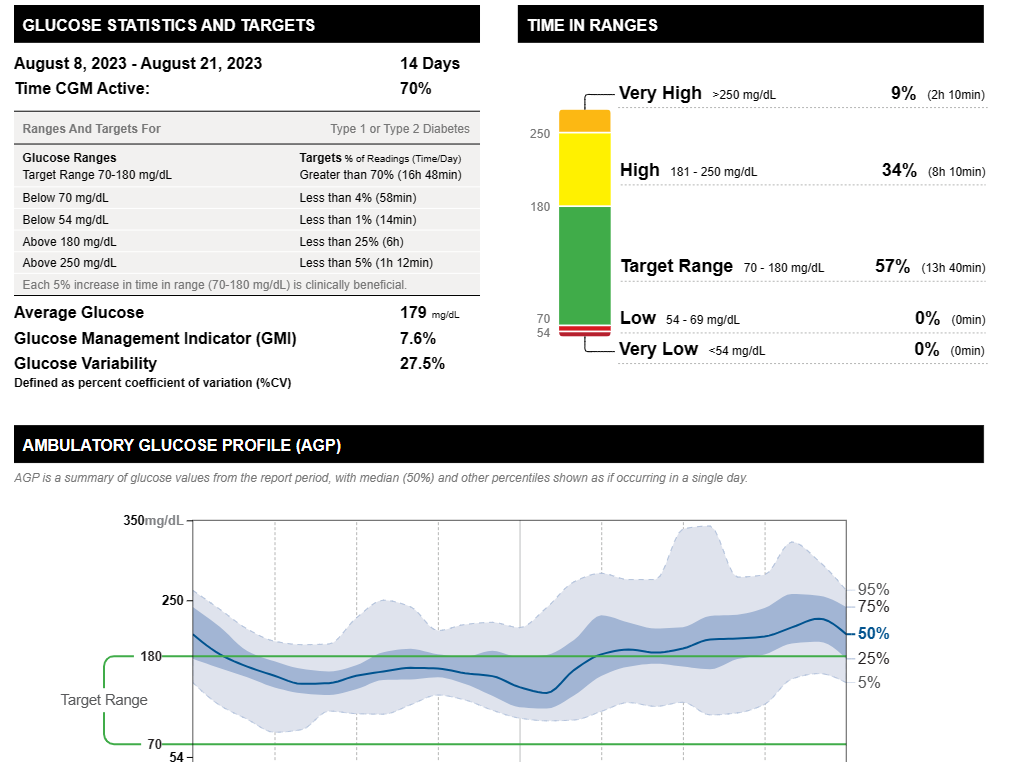 GLUCOSE STATISTICS AND TARGETS
August 8, 2023 - August 21, 2023 14 Days
Time CGM Active: 70%
Ranges And Targets For Type 1 or Type 2 Diabetes
Glucose Ranges Targets % of Readings (Time/Day)
Target Range 70-180 mg/dL Greater than 70% (16h 48min)
Below 70 mg/dL Less than 4% (58min)
Below 54 mg/dL Less than 1% (14min)
Above 180 mg/dL Less than 25% (6h)
Above 250 mg/dL Less than 5% (1h 12min)
Each 5% increase in time in range (70-180 mg/dL) is clinically beneficial.
Average Glucose 179 mg/dL
Glucose Management Indicator (GMI) 7.6%
Glucose Variability 27.5%
Defined as percent coefficient of variation (%CV)
TIME IN RANGES
Very High >250 mg/dL 9% (2h 10min)
250
High 181 - 250 mg/dL 34% (8h 10min)
180
Target Range 70 - 180 mg/dL 57% (13h 40min)
70
Low 54 - 69 mg/dL 0% (0min)
54
Very Low <54 mg/dL 0% (0min)
AMBULATORY GLUCOSE PROFILE (AGP)
AGP is a summary of glucose values from the report period, with median (50%) and other percentiles shown as if occurring in a single day.
350mg/dL
95%
250
75%
50%
180
25%
5%
Target Range
70
54